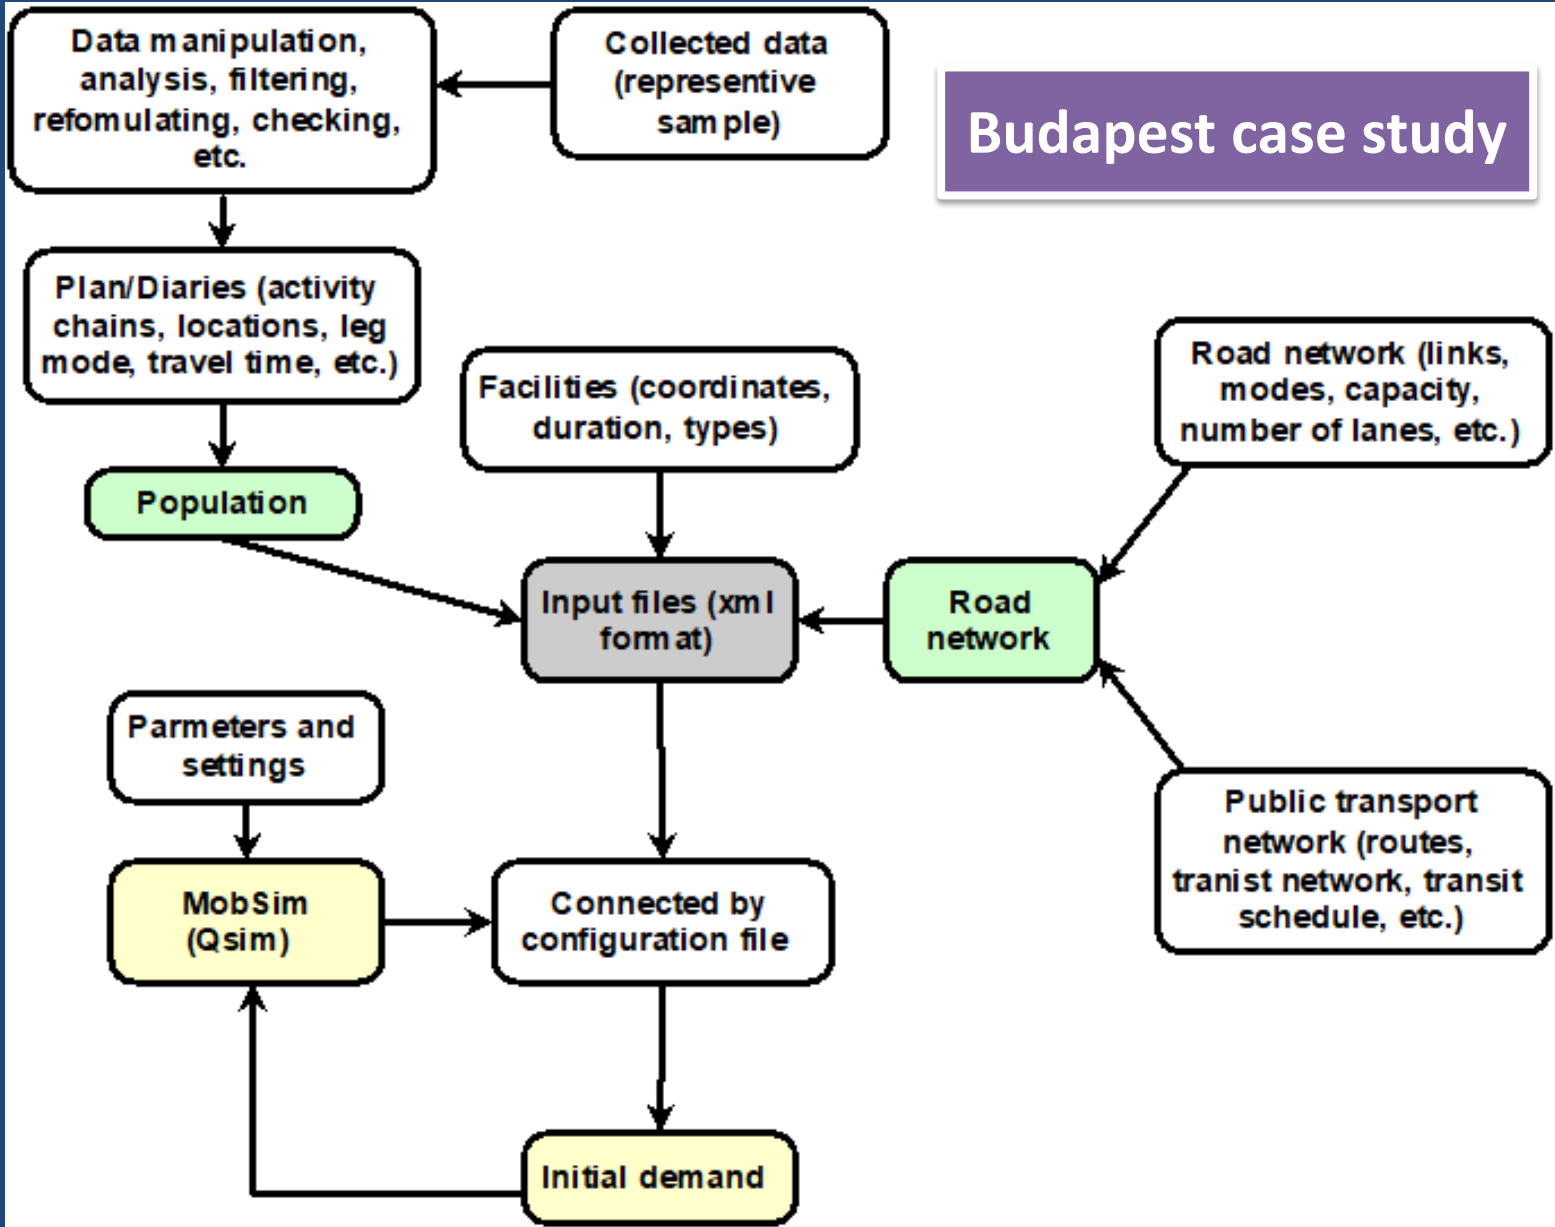 Data manipulation,
analysis, filtering,
refomulating, checking,
etc.
Collected data
(representive
sample)
Budapest case study
Plan/Diaries (activity
chains, locations, leg
mode, travel time, etc.)
Facilities (coordinates,
duration, types)
Road network (links,
modes, capacity,
number of lanes, etc.)
Population
Input files (xml
format)
Road
network
Parmeters and
settings
Public transport
network (routes,
tranist network, transit
schedule, etc.)
MobSim
(Qsim)
Connected by
configuration file
Initial demand